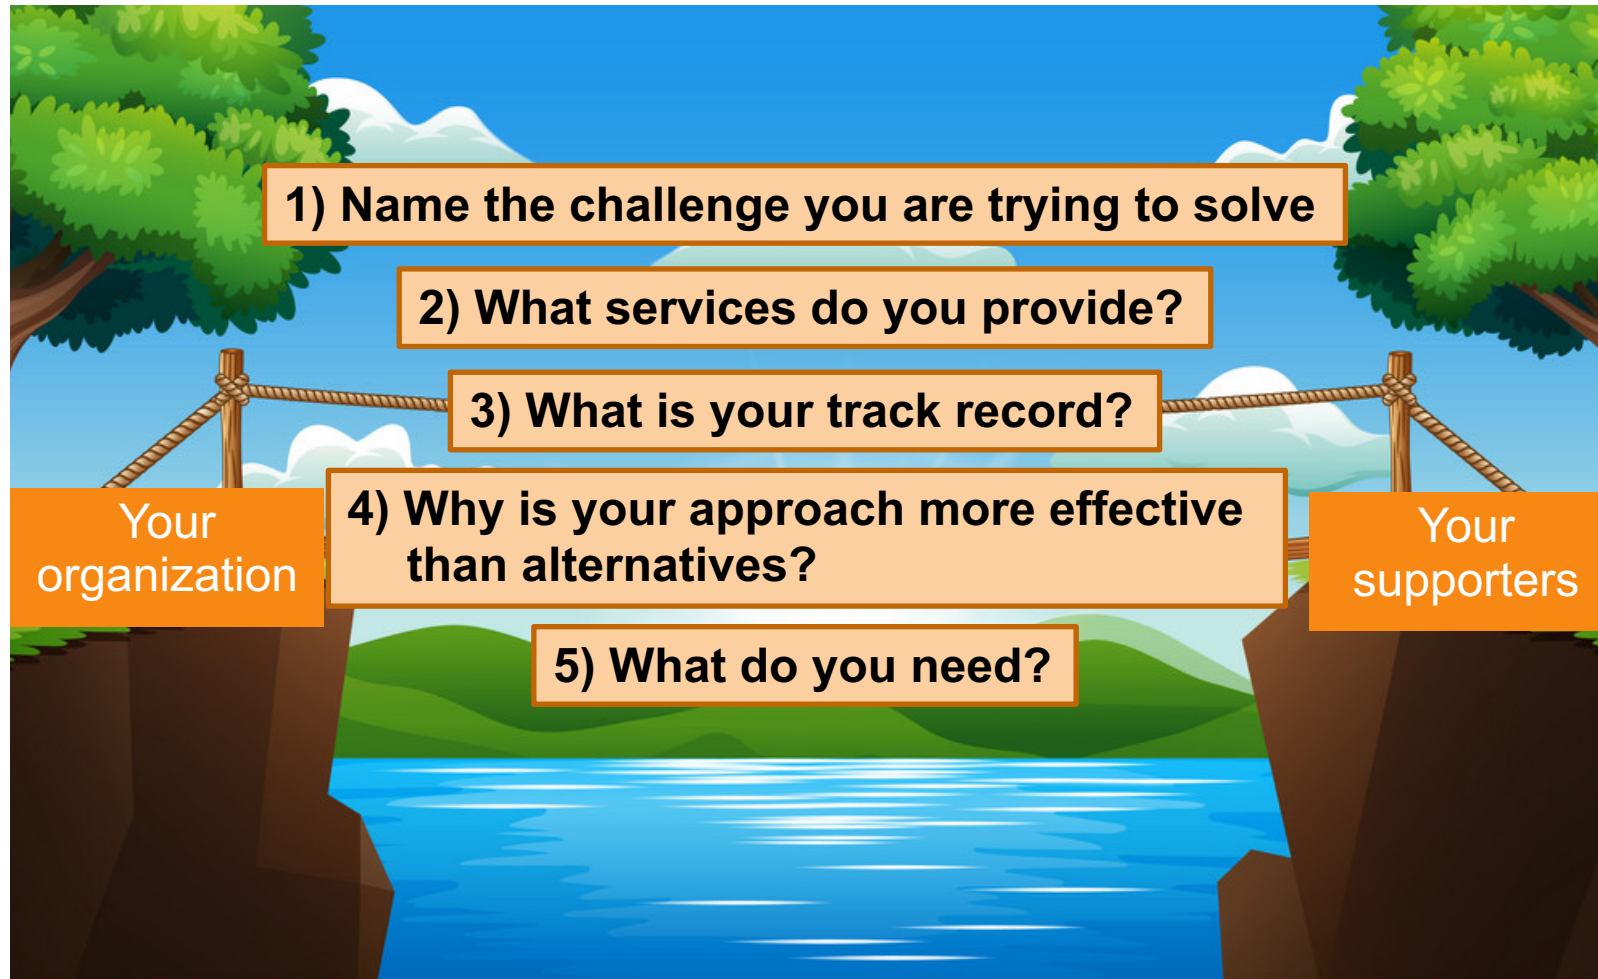 1) Name the challenge you are trying to solve
2) What services do you provide?
3) What is your track record?
4) Why is your approach more effective
than alternatives?
Your
organization
Your
supporters
5) What do you need?